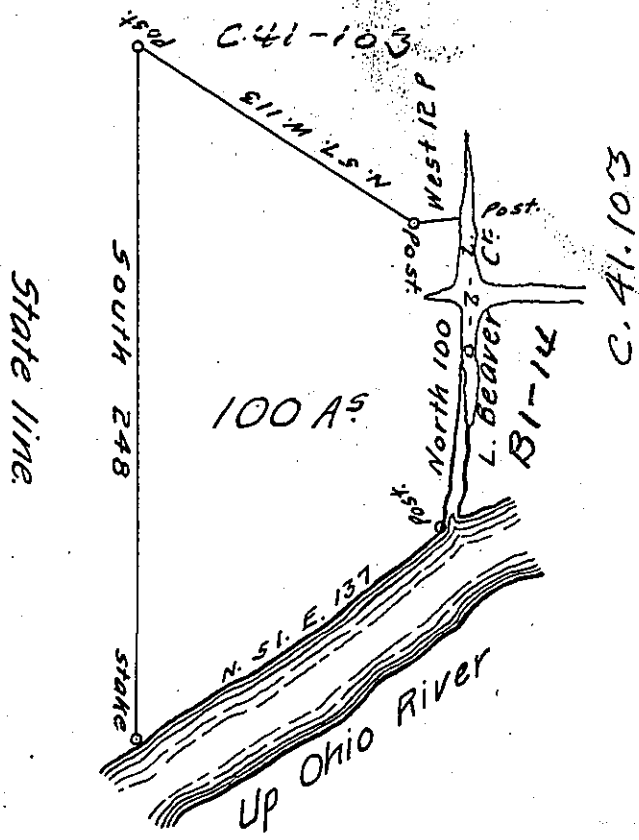 C. 41-103
Post.
N. 57. W. 113
West 12 P
Post.
Post.
C. 41.103
L. Beaver Cr.
B1-14
North 100
100 As
South 248
State line
Post.
N. 51. E. 137
stake
Up Ohio River